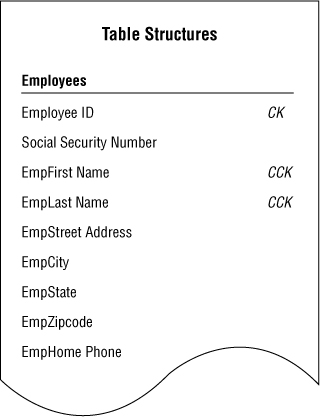 Table Structures
Employees
Employee ID CK
Social Security Number
EmpFirst Name CCK
EmpLast Name CCK
EmpStreet Address
EmpCity
EmpState
EmpZipcode
EmpHome Phone